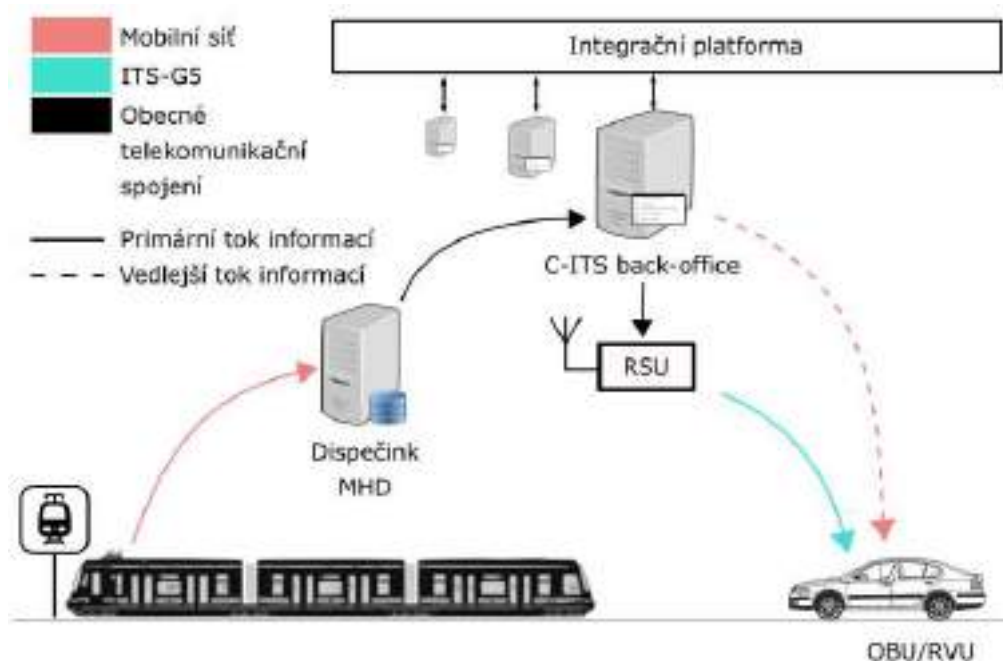 Mobilní síť
ITS-G5
Obecné
telekomunikační
spojení
Primární tok informací
Vedlejší tok informací
Integrační platforma
C-ITS back-office
RSU
Dispečink
MHD
OBU/RVU